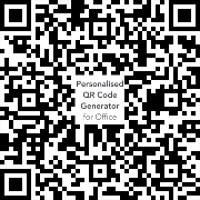 Personalised
QR Code
Generator
for Office